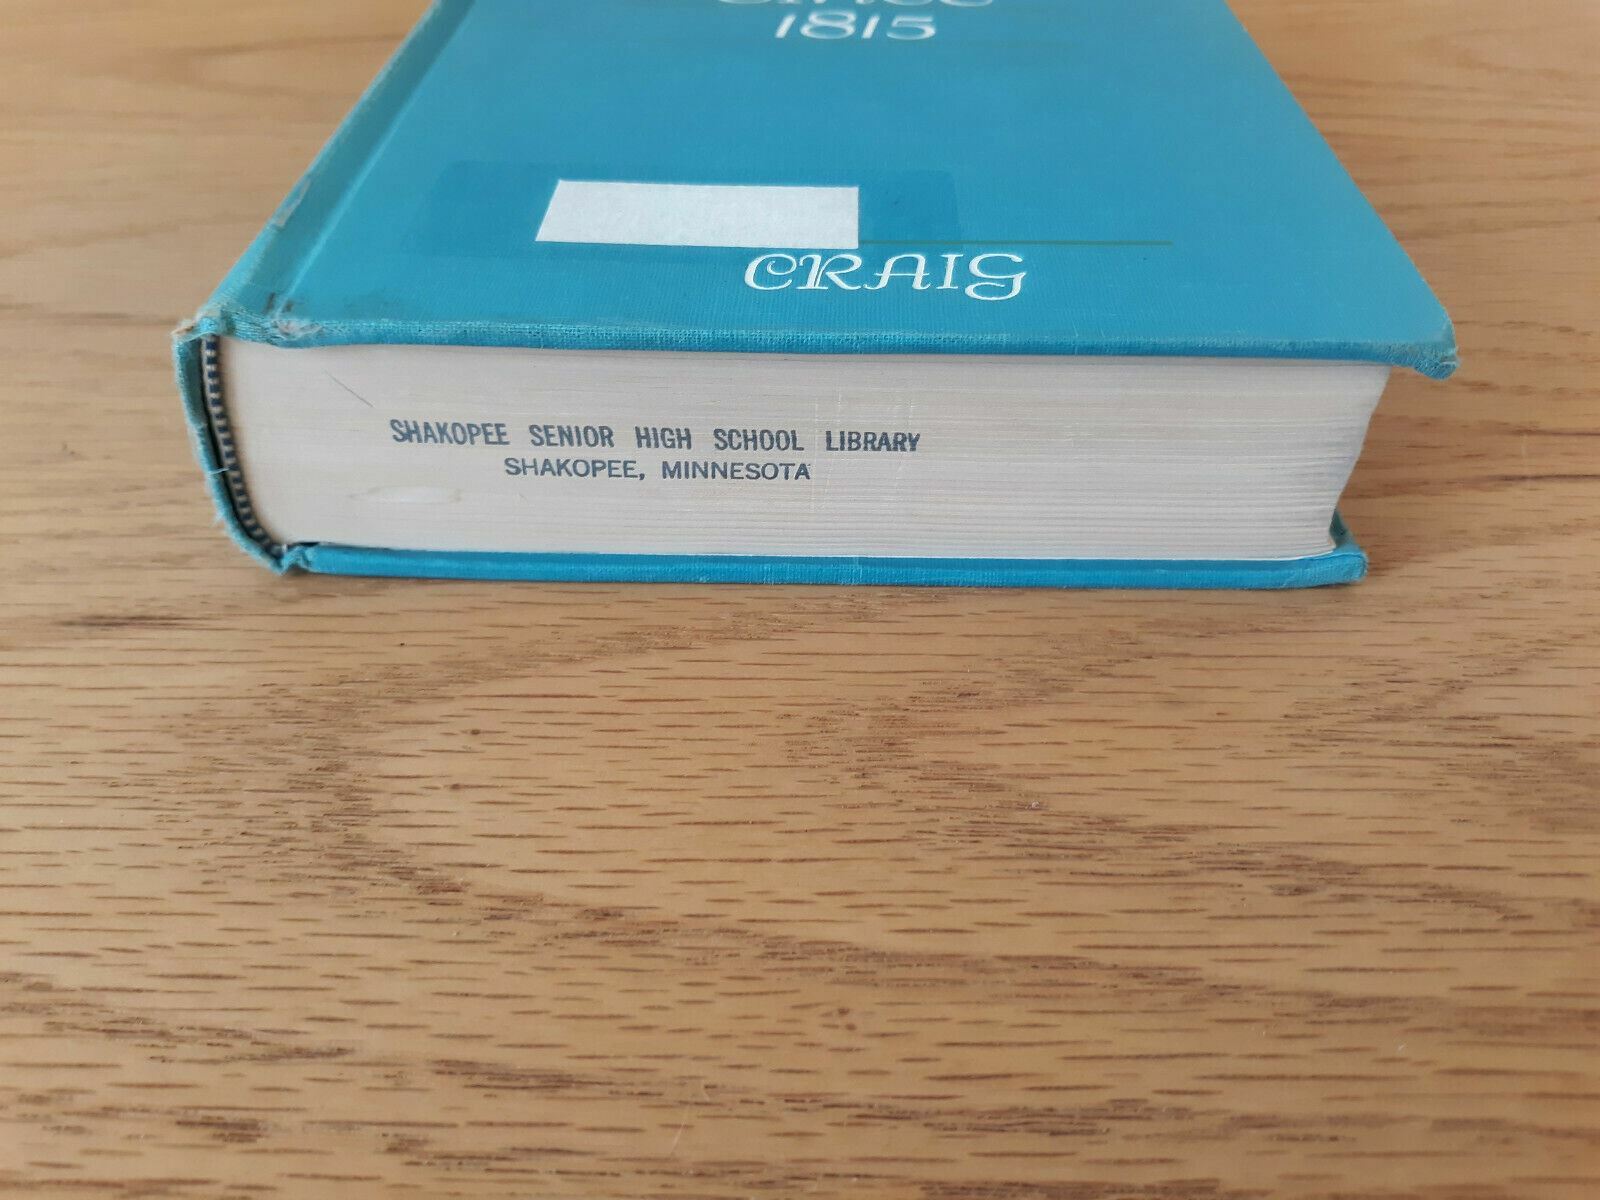 1815
CRAIG
SHAKOPEE SENIOR HIGH SCHOOL LIBRARY
SHAKOPEE, MINNESOTA